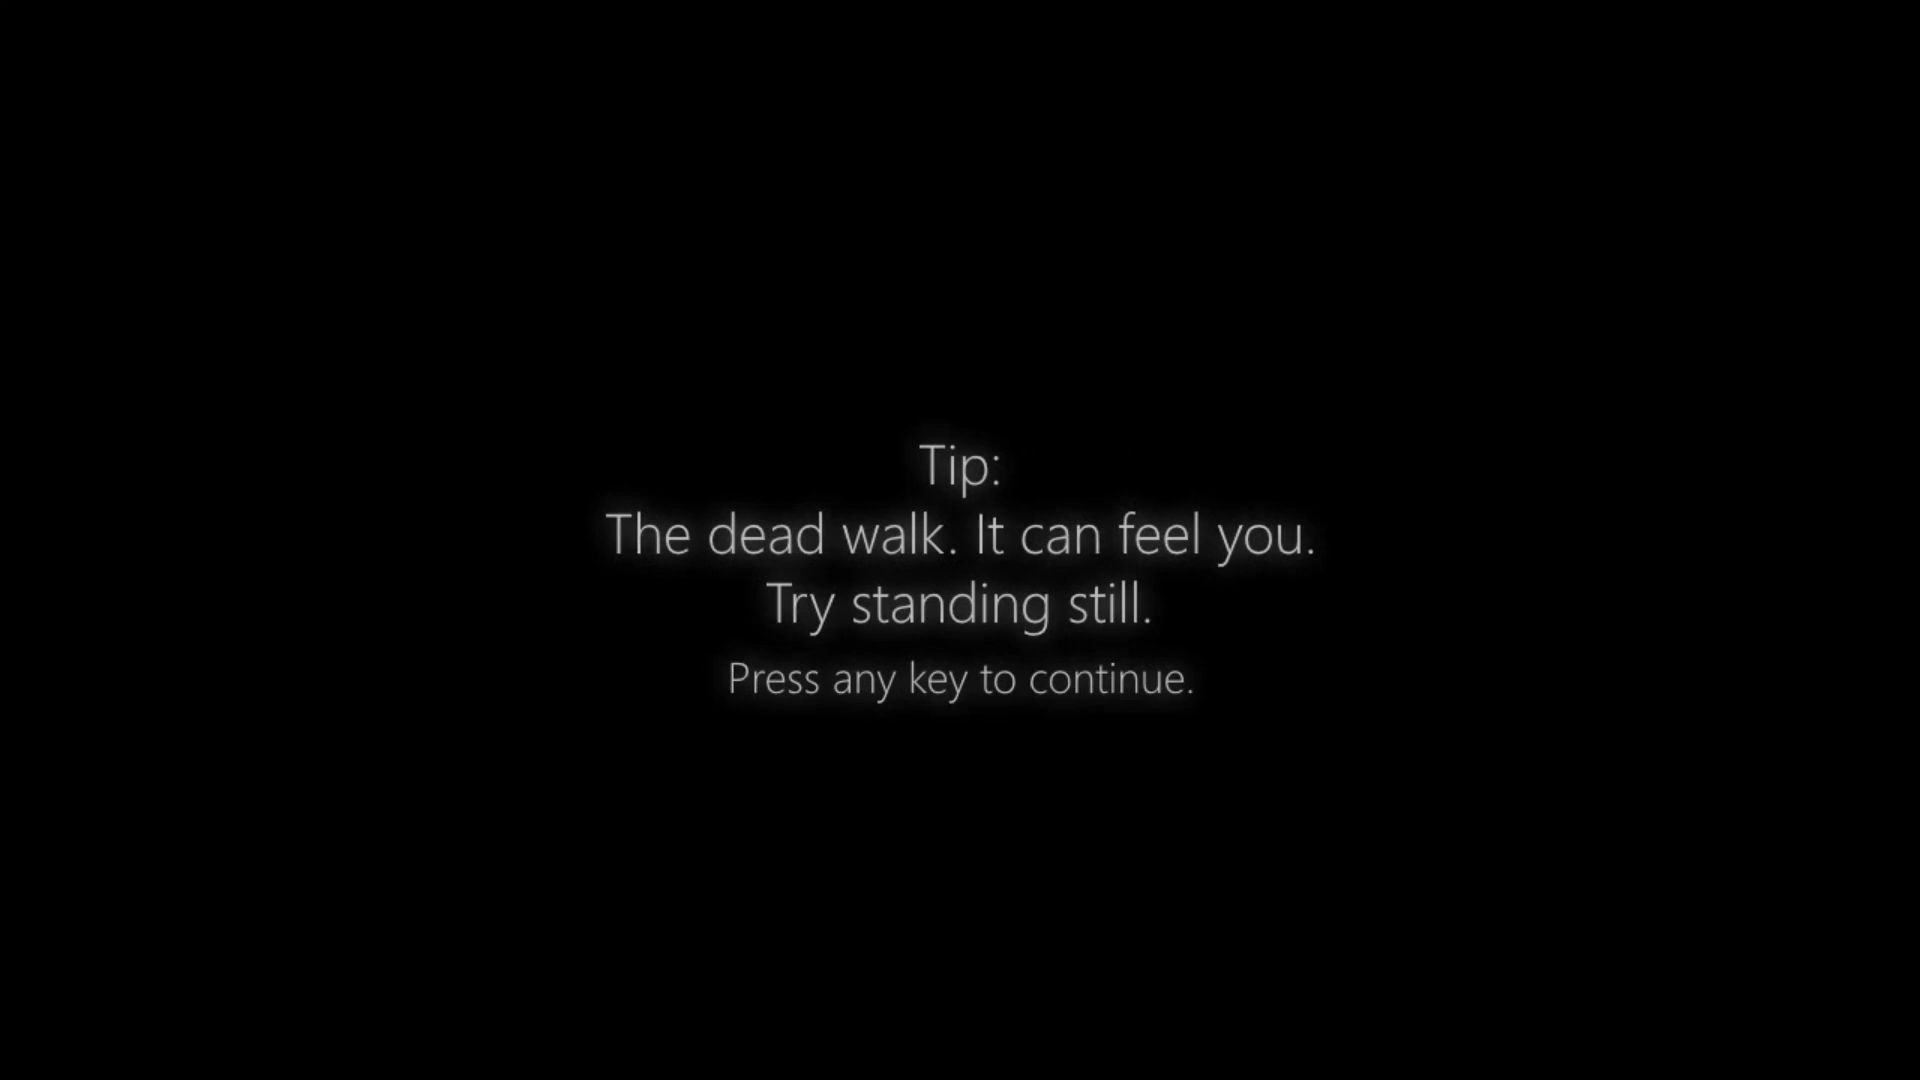 Tip:
The dead walk. It can feel you.
Try standing still.
Press any key to continue.